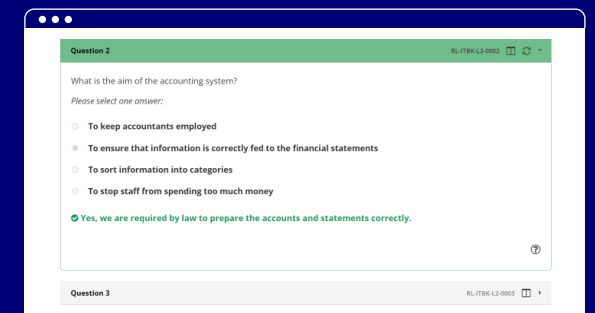 Question 2 RL-ITBK-L2-0002
What is the aim of the accounting system?
Please select one answer:
To keep accountants employed
To ensure that information is correctly fed to the financial statements
To sort information into categories
To stop staff from spending too much money
Yes, we are required by law to prepare the accounts and statements correctly.
?
Question 3 RL-ITBK-L2-0003